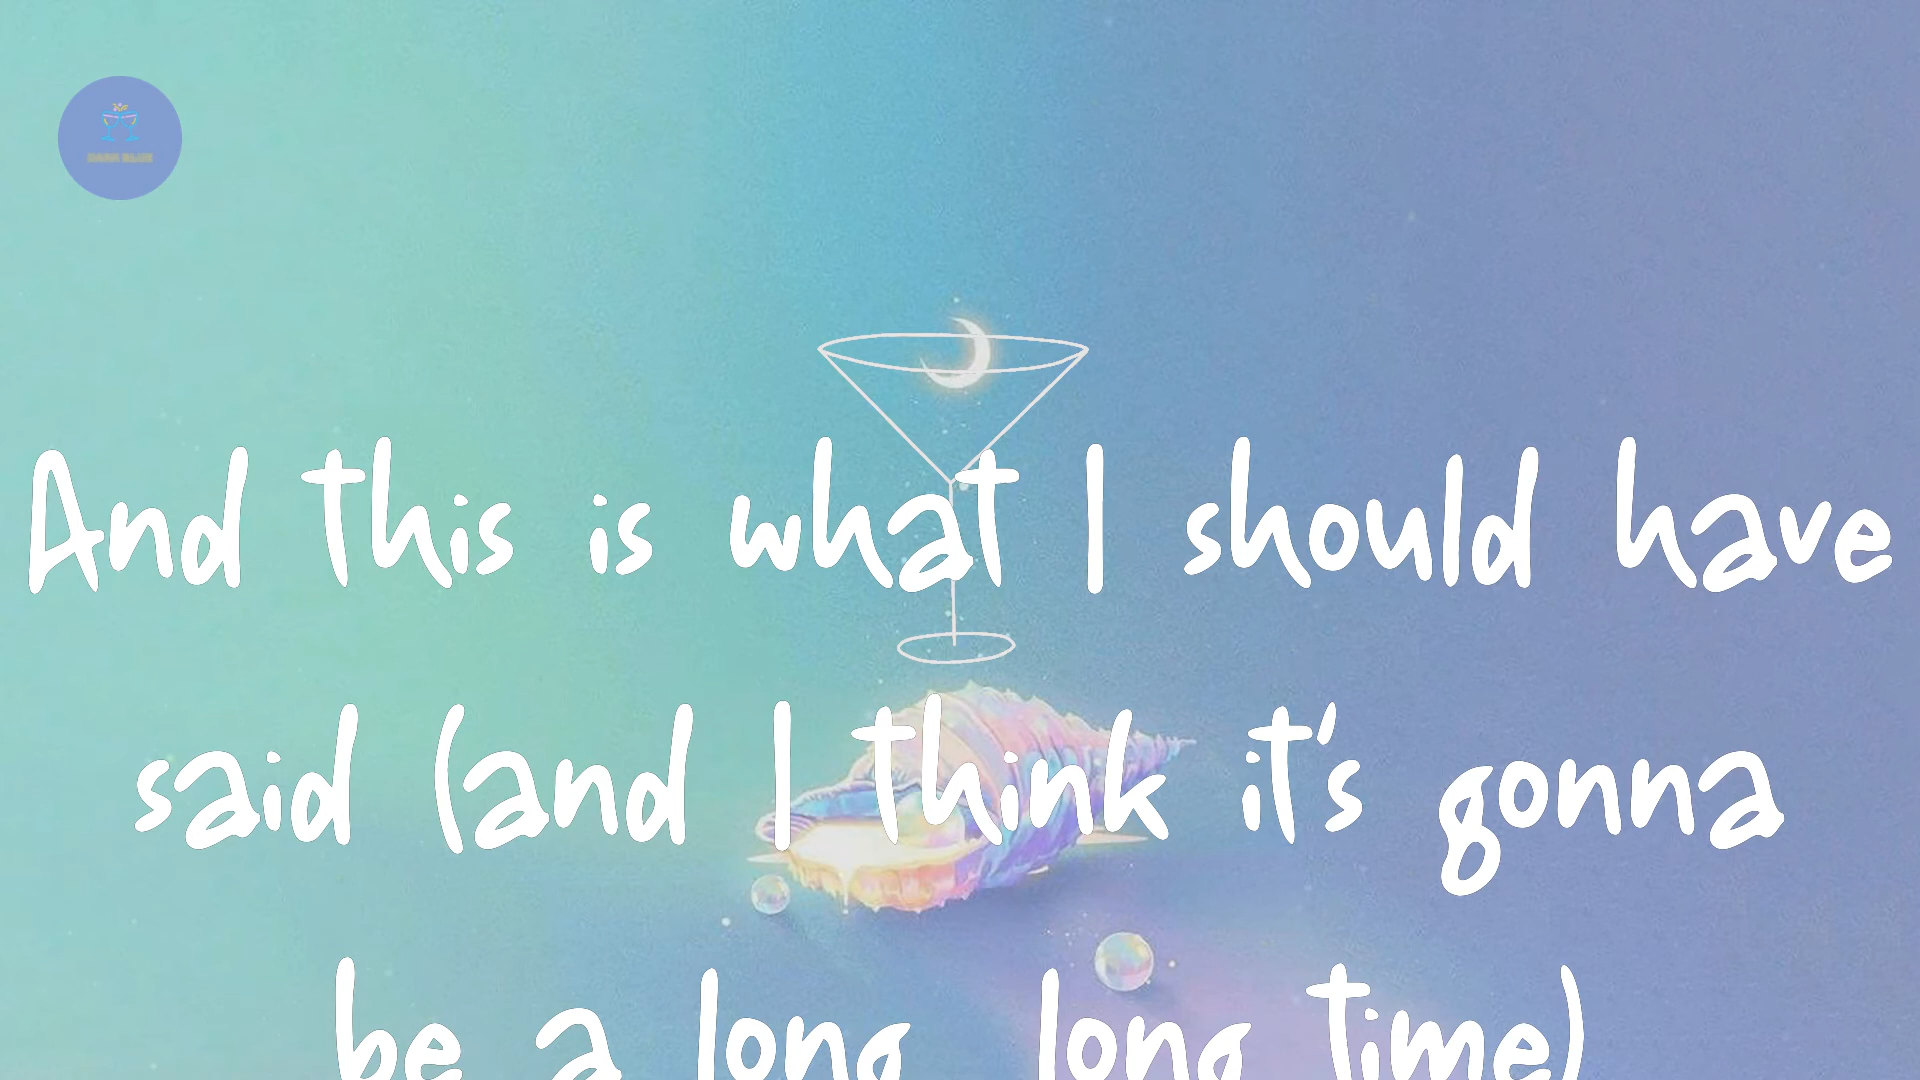 And this is what I should have
said (and I think it's gonna
be a long, long time)